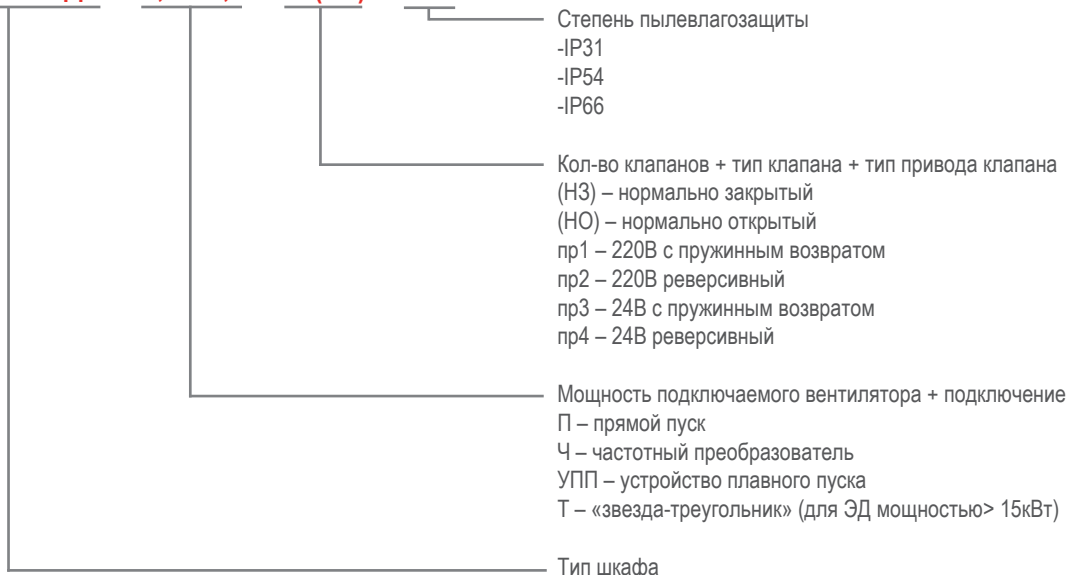 Степень пылевлагозащиты
-IP31
-IP54
-IP66
Кол-во клапанов + тип клапана + тип привода клапана
(НЗ) – нормально закрытый
(НО) – нормально открытый
пр1 – 220В с пружинным возвратом
пр2 – 220В реверсивный
пр3 – 24В с пружинным возвратом
пр4 – 24В реверсивный
Мощность подключаемого вентилятора + подключение
П – прямой пуск
Ч – частотный преобразователь
УПП – устройство плавного пуска
Т – «звезда-треугольник» (для ЭД мощностью> 15кВт)
Тип шкафа